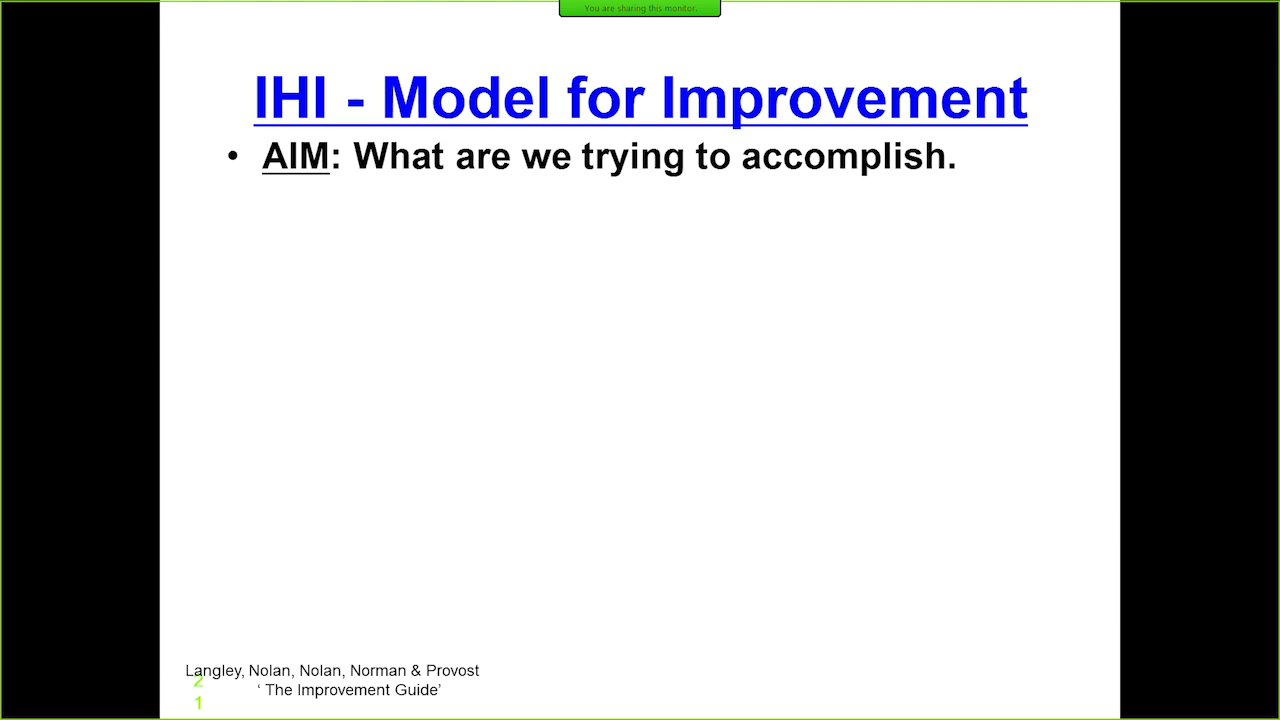 You are sharing this monitor.
IHI - Model for Improvement
• AIM: What are we trying to accomplish.
Langley, Nolan, Nolan, Norman & Provost
‘ The Improvement Guide’
2
1